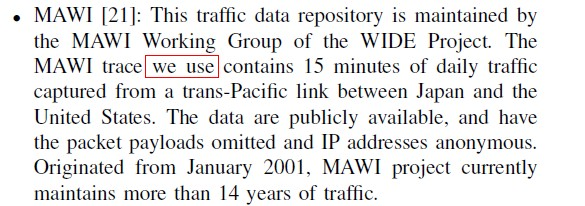 • MAWI [21]: This traffic data repository is maintained by
the MAWI Working Group of the WIDE Project. The
MAWI trace we use contains 15 minutes of daily traffic
captured from a trans-Pacific link between Japan and the
United States. The data are publicly available, and have
the packet payloads omitted and IP addresses anonymous.
Originated from January 2001, MAWI project currently
maintains more than 14 years of traffic.